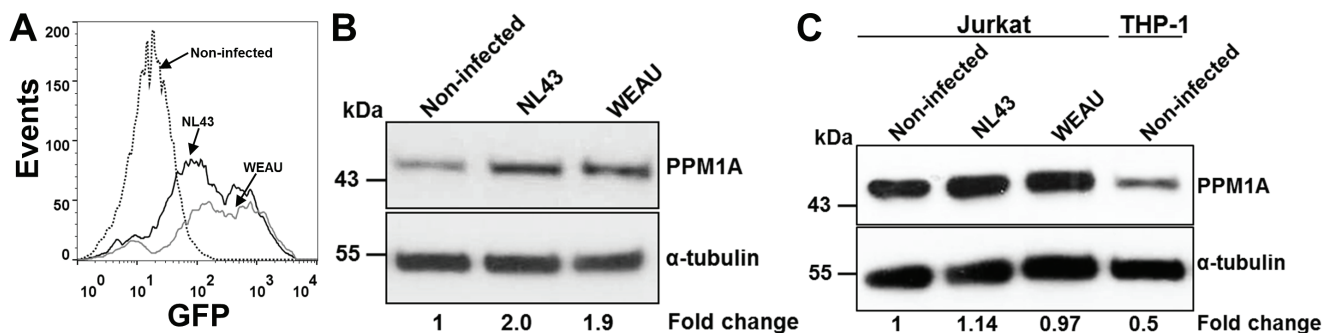 A
Events
200
150
100
50
0
Non-infected
NL43
WEAU
10^0 10^1 10^2 10^3 10^4
GFP
B
kDa
Non-infected
NL43
WEAU
43
PPM1A
55
α-tubulin
1 2.0 1.9 Fold change
C
Jurkat THP-1
kDa
Non-infected
NL43
WEAU
Non-infected
43
PPM1A
55
α-tubulin
1 1.14 0.97 0.5 Fold change